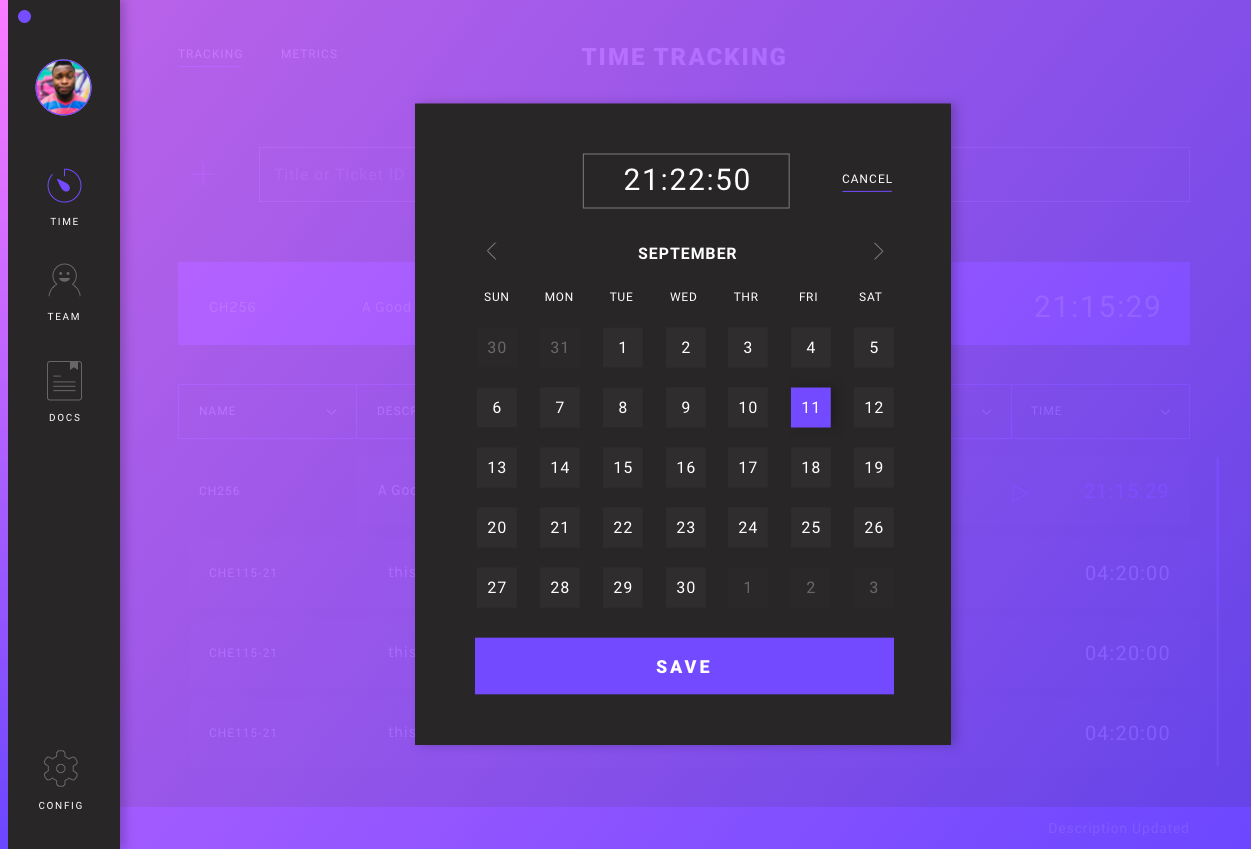 TRACKING METRICS TIME TRACKING
Title or Ticket ID
21:22:50 CANCEL
TIME
TEAM
DOCS
CONFIG
SEPTEMBER
SUN MON TUE WED THR FRI SAT
30 31 1 2 3 4 5
6 7 8 9 10 11 12
13 14 15 16 17 18 19
20 21 22 23 24 25 26
27 28 29 30 1 2 3
SAVE
CH256 A Good 21:15:29
NAME DESCR TIME
CH256 A Goo 21:15:29
CHE115-21 this 04:20:00
CHE115-21 this 04:20:00
CHE115-21 this 04:20:00
Description Updated